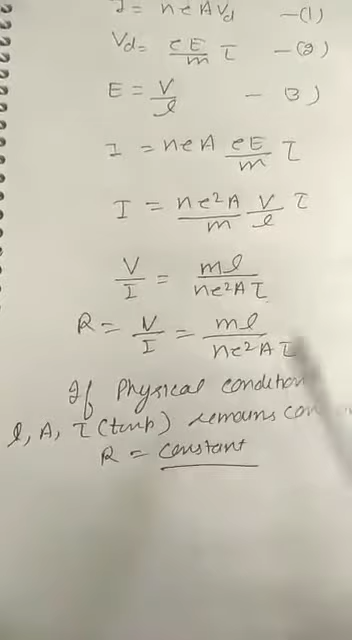 I = neAVd —(1)
Vd = eE/m τ —(2)
E = V/l — 3)
I = neA eE/m τ
I = ne²A/m V/l τ
V/I = ml/ne²Aτ
R = V/I = ml/ne²Aτ
If Physical condition
l, A, τ (temp) remains con
R = constant